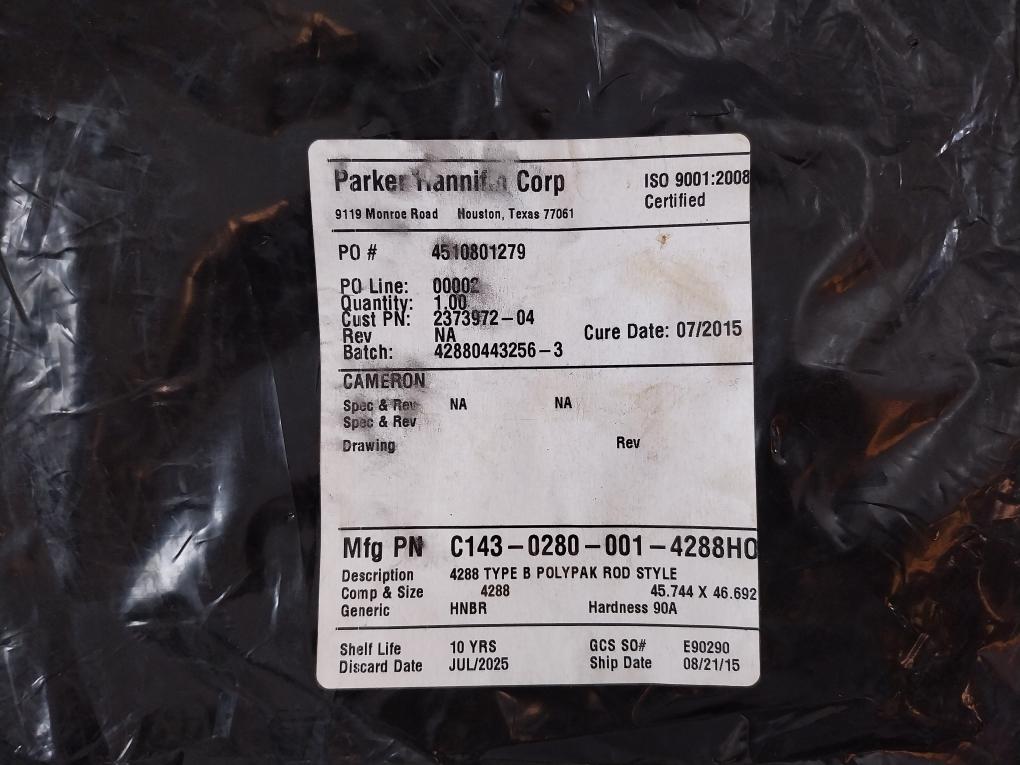 Parker Hannifin Corp ISO 9001:2008
Certified
9119 Monroe Road Houston, Texas 77061
PO # 4510801279
PO Line: 00002
Quantity: 1.00
Cust PN: 2373972-04
Rev NA Cure Date: 07/2015
Batch: 42880443256-3
CAMERON
Spec & Rev NA NA
Spec & Rev
Drawing Rev
Mfg PN C143-0280-001-4288HO
Description 4288 TYPE B POLYPAK ROD STYLE
Comp & Size 4288 45.744 X 46.692
Generic HNBR Hardness 90A
Shelf Life 10 YRS GCS SO# E90290
Discard Date JUL/2025 Ship Date 08/21/15